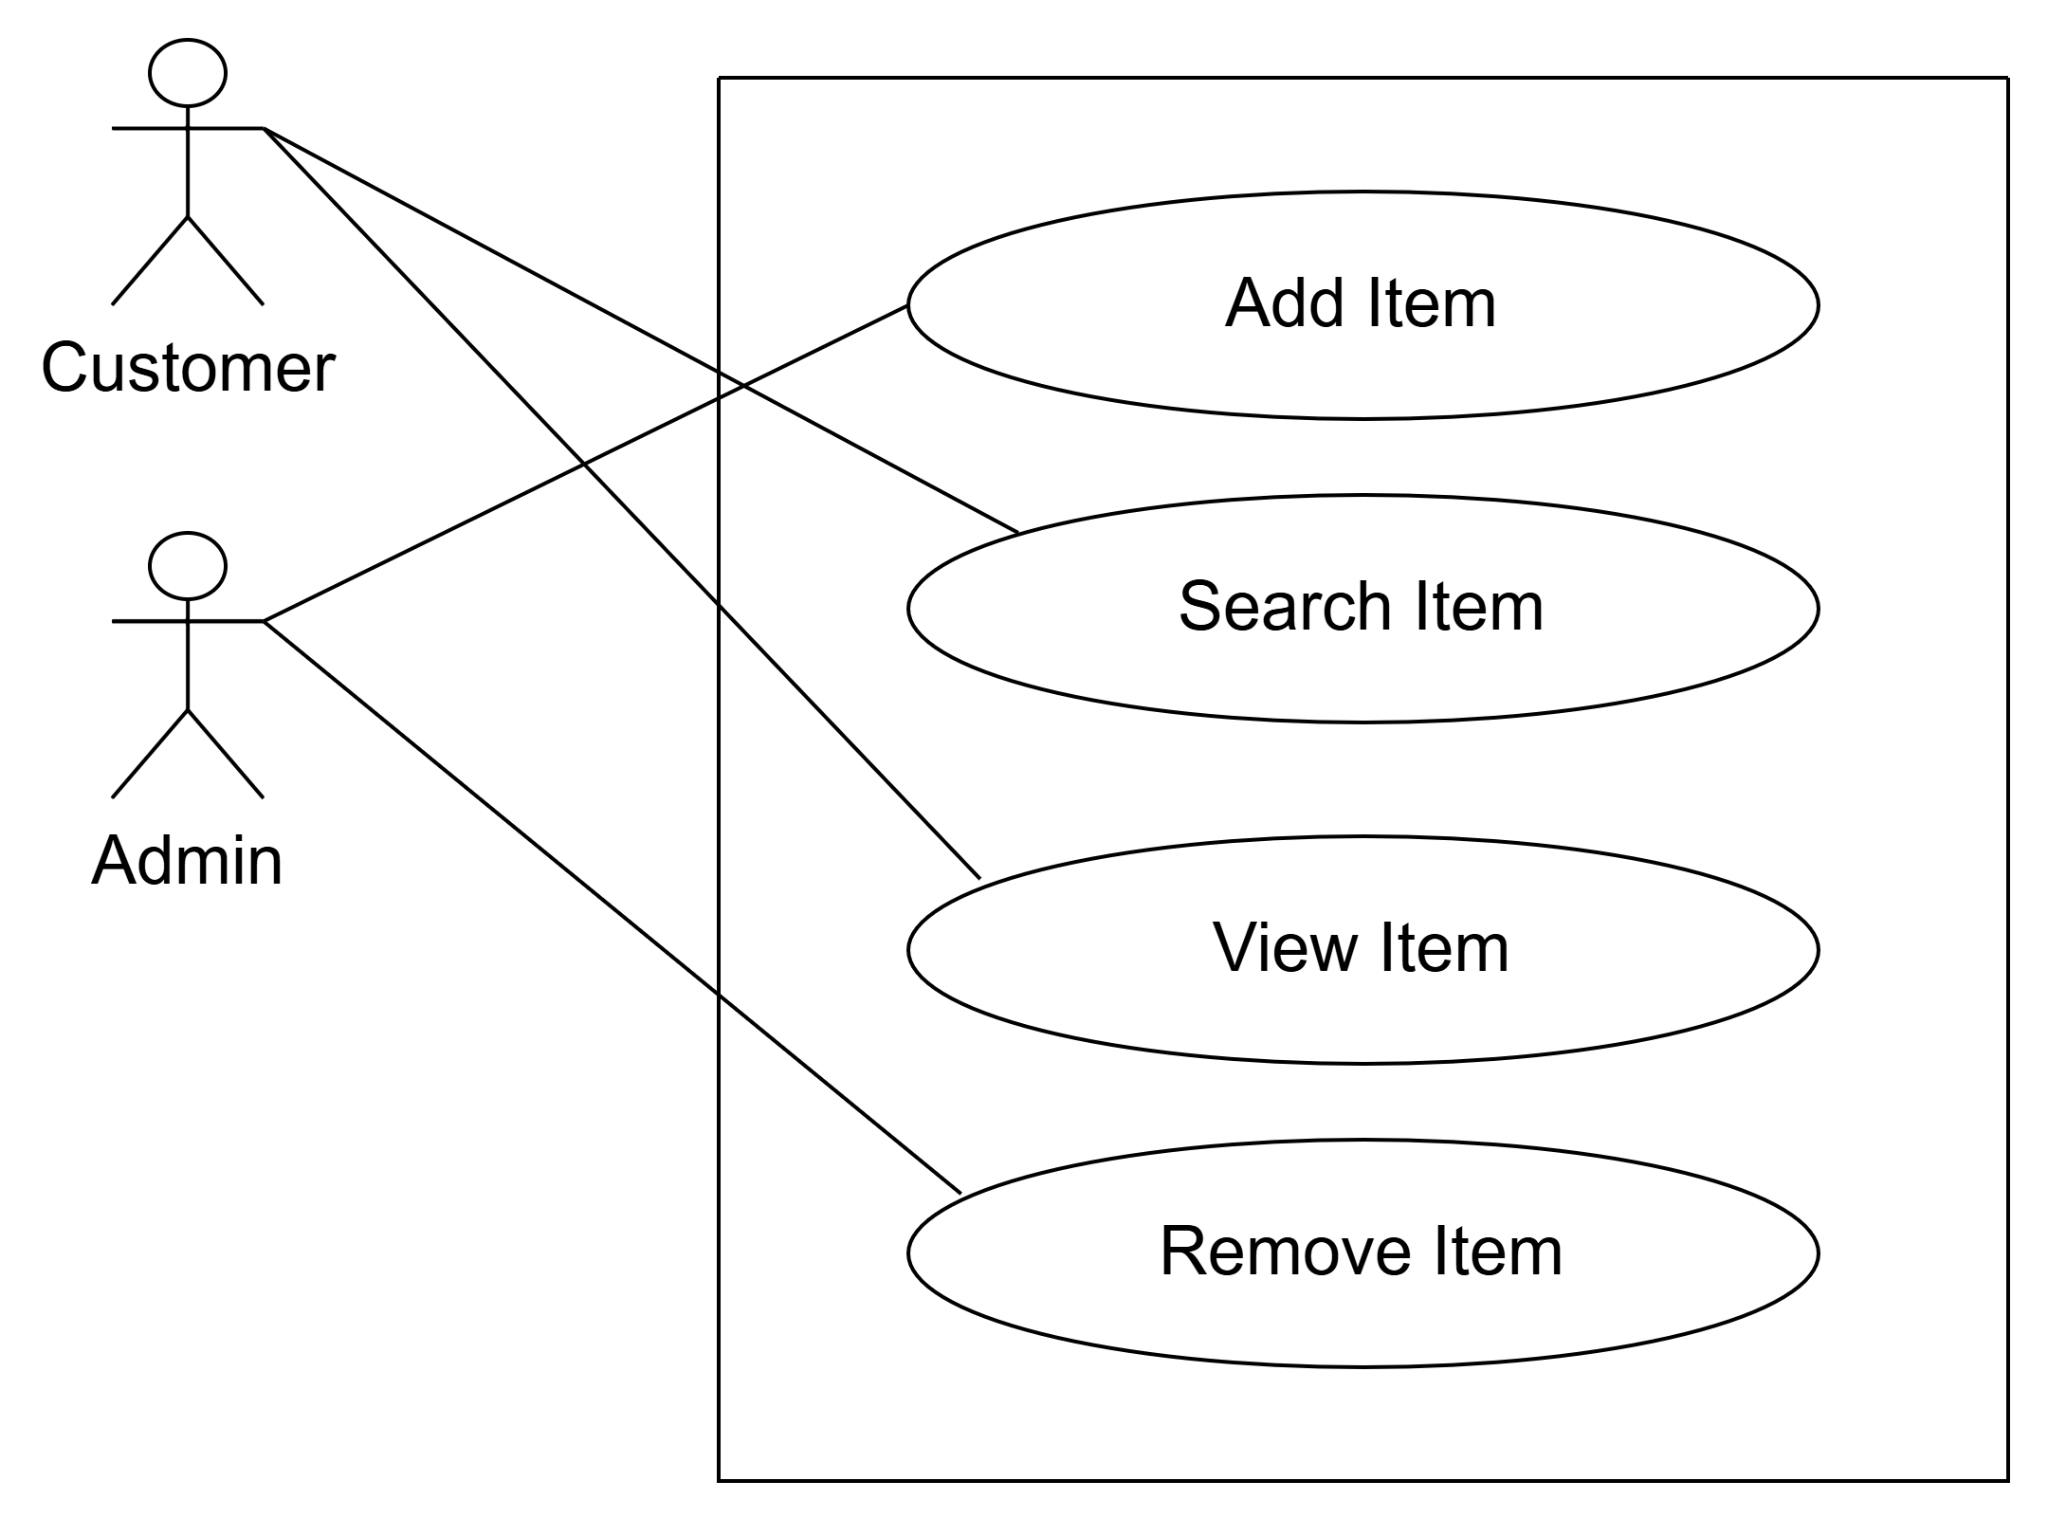 Customer
Admin
Add Item
Search Item
View Item
Remove Item